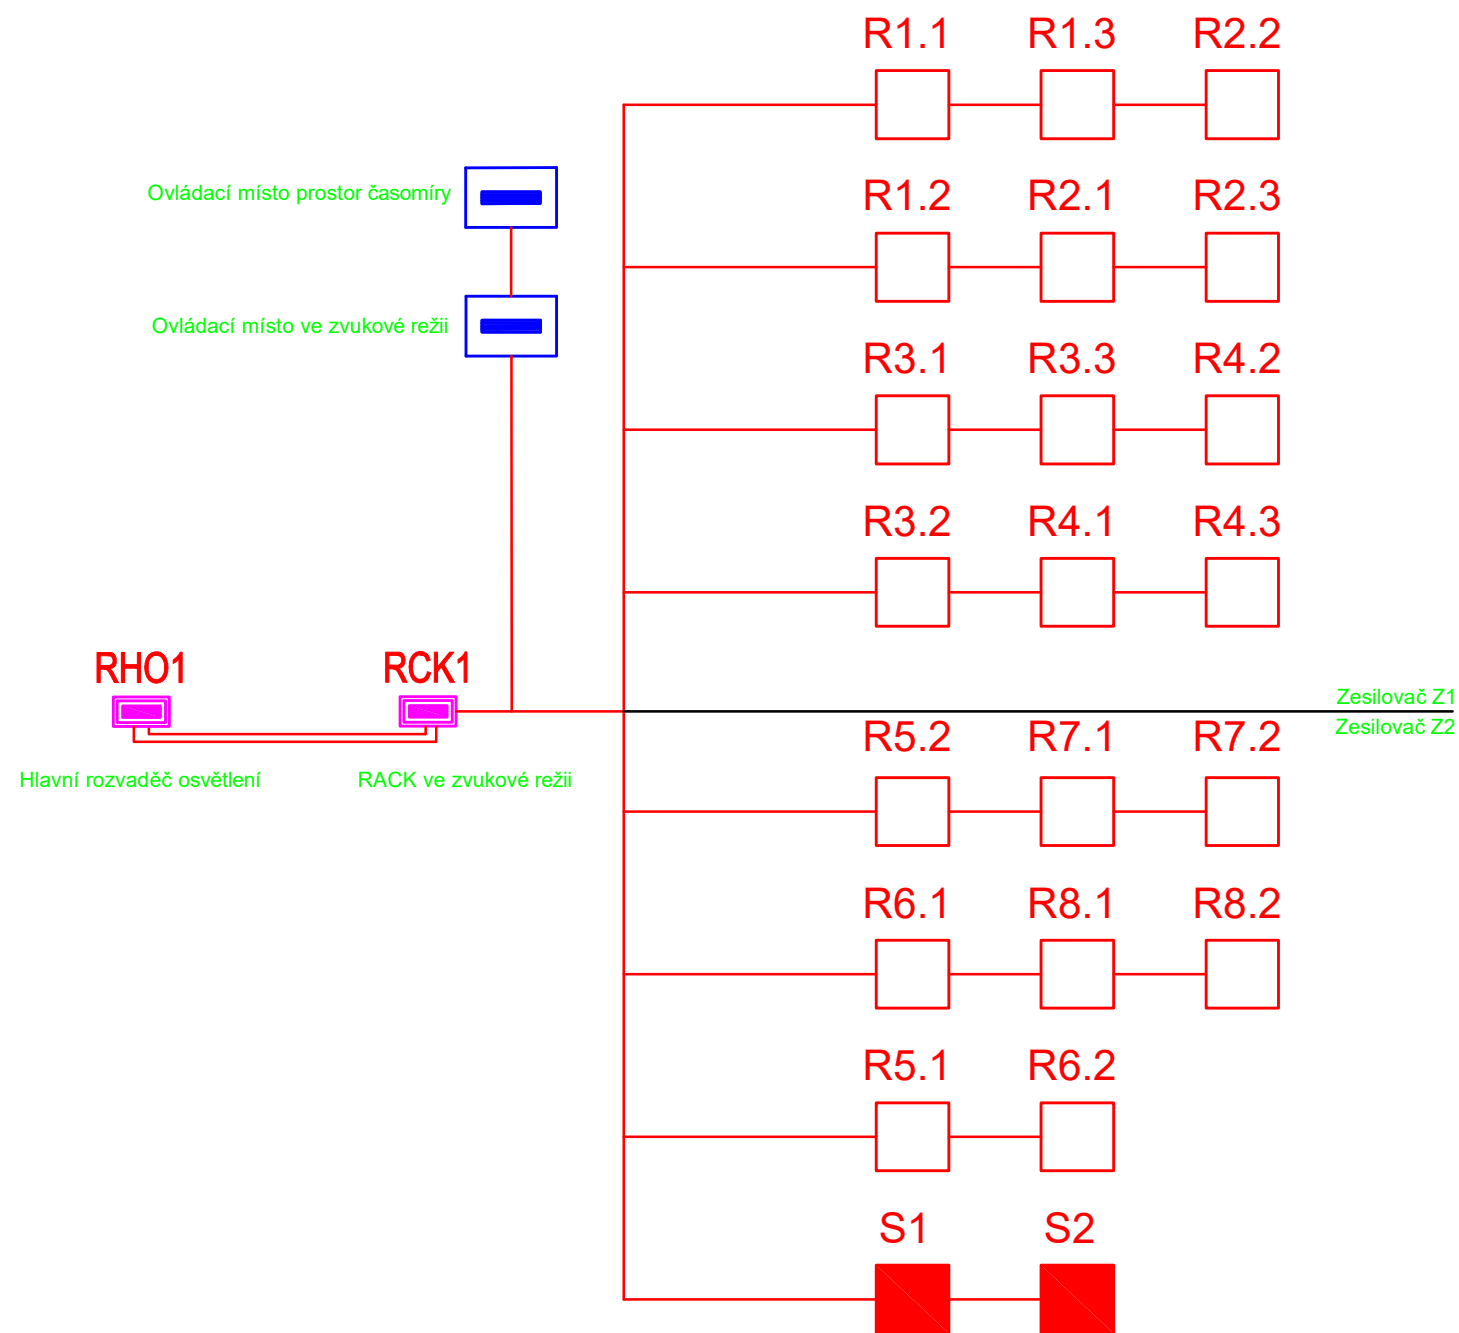 R1.1 R1.3 R2.2
Ovládací místo prostor časomíry
R1.2 R2.1 R2.3
Ovládací místo ve zvukové režii
R3.1 R3.3 R4.2
R3.2 R4.1 R4.3
RHO1 RCK1
Zesilovač Z1
Zesilovač Z2
R5.2 R7.1 R7.2
Hlavní rozvaděč osvětlení RACK ve zvukové režii
R6.1 R8.1 R8.2
R5.1 R6.2
S1 S2